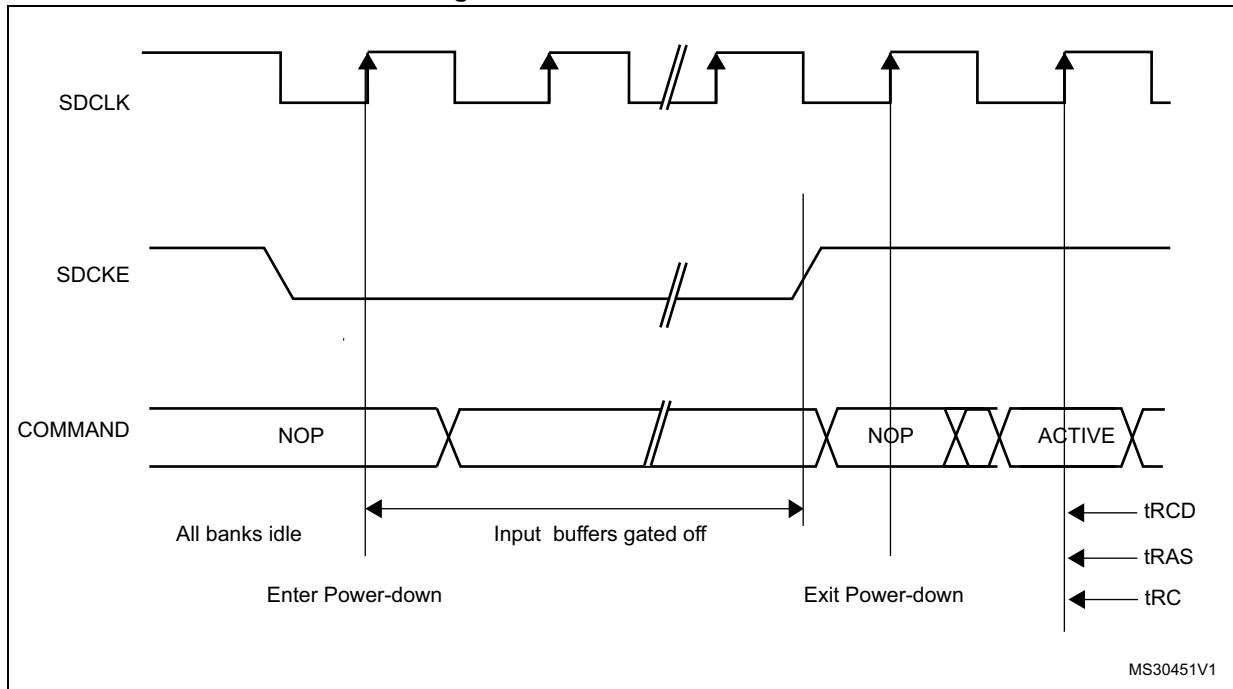 SDCLK
SDCKE
COMMAND
NOP
NOP
ACTIVE
All banks idle
Input buffers gated off
tRCD
tRAS
tRC
Enter Power-down
Exit Power-down
MS30451V1